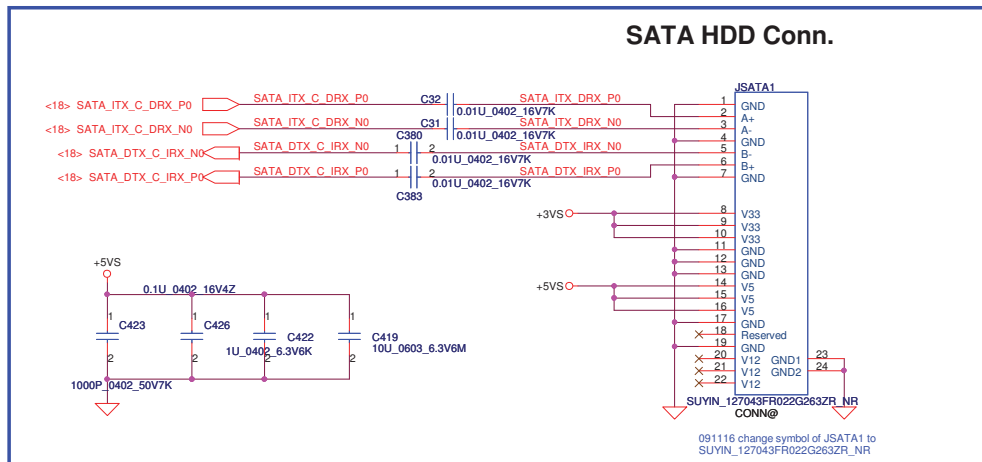 SATA HDD Conn.
JSATA1
<18> SATA_ITX_C_DRX_P0 SATA_ITX_C_DRX_P0 C32 SATA_ITX_DRX_P0 1 GND
0.01U_0402_16V7K 2 A+
<18> SATA_ITX_C_DRX_N0 SATA_ITX_C_DRX_N0 C31 SATA_ITX_DRX_N0 3 A-
0.01U_0402_16V7K 4 GND
<18> SATA_DTX_C_IRX_N0 SATA_DTX_C_IRX_N0 1 C380 2 SATA_DTX_IRX_N0 5 B-
0.01U_0402_16V7K 6 B+
<18> SATA_DTX_C_IRX_P0 SATA_DTX_C_IRX_P0 1 2 SATA_DTX_IRX_P0 7 GND
0.01U_0402_16V7K
C383
+3VS 8 V33
9 V33
10 V33
11 GND
12 GND
13 GND
+5VS 14 V5
15 V5
16 V5
17 GND
18 Reserved
19 GND
20 V12 GND1 23
21 V12 GND2 24
22 V12
SUYIN_127043FR022G263ZR_NR
CONN@
+5VS
0.1U_0402_16V4Z
1 1 1 1
C423 C426 C422 C419
1U_0402_6.3V6K 10U_0603_6.3V6M
2 2 2 2
1000P_0402_50V7K
091116 change symbol of JSATA1 to
SUYIN_127043FR022G263ZR_NR